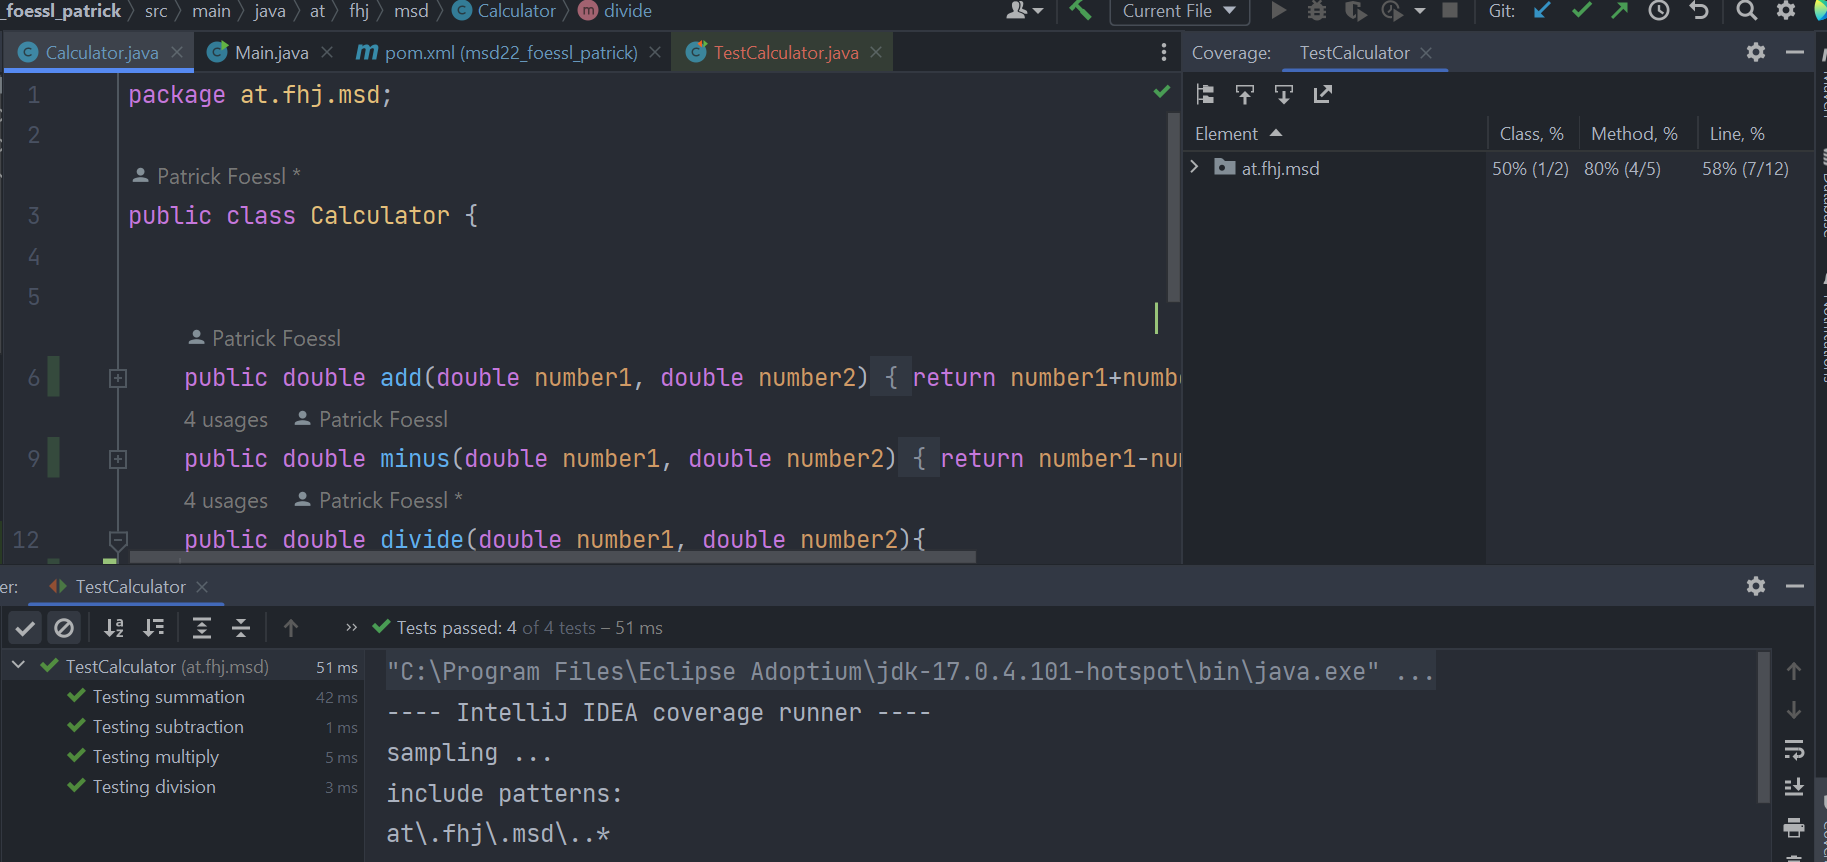 _foessl_patrick › src › main › java › at › fhj › msd › Calculator › divide
Current File
Git:
Calculator.java
Main.java
pom.xml (msd22_foessl_patrick)
TestCalculator.java
Coverage: TestCalculator
1 package at.fhj.msd;
2
Patrick Foessl *
3 public class Calculator {
4
5
Patrick Foessl
6 public double add(double number1, double number2) { return number1+numbe
4 usages Patrick Foessl
9 public double minus(double number1, double number2) { return number1-nu
4 usages Patrick Foessl *
12 public double divide(double number1, double number2){
Element Class, % Method, % Line, %
at.fhj.msd 50% (1/2) 80% (4/5) 58% (7/12)
er: TestCalculator
Tests passed: 4 of 4 tests – 51 ms
TestCalculator (at.fhj.msd) 51 ms
Testing summation 42 ms
Testing subtraction 1 ms
Testing multiply 5 ms
Testing division 3 ms
"C:\Program Files\Eclipse Adoptium\jdk-17.0.4.101-hotspot\bin\java.exe" ...
---- IntelliJ IDEA coverage runner ----
sampling ...
include patterns:
at\.fhj\.msd\..*